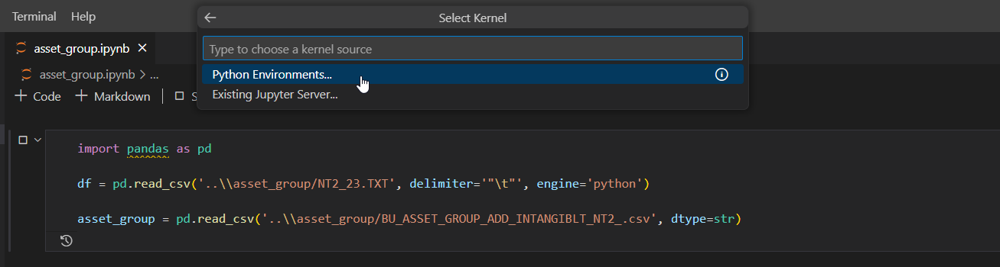 Terminal Help
Select Kernel
asset_group.ipynb
Type to choose a kernel source
asset_group.ipynb > ...
Python Environments...
Existing Jupyter Server...
+ Code + Markdown
import pandas as pd
df = pd.read_csv('..\\asset_group/NT2_23.TXT', delimiter='"\t"', engine='python')
asset_group = pd.read_csv('..\\asset_group/BU_ASSET_GROUP_ADD_INTANGIBLT_NT2_.csv', dtype=str)